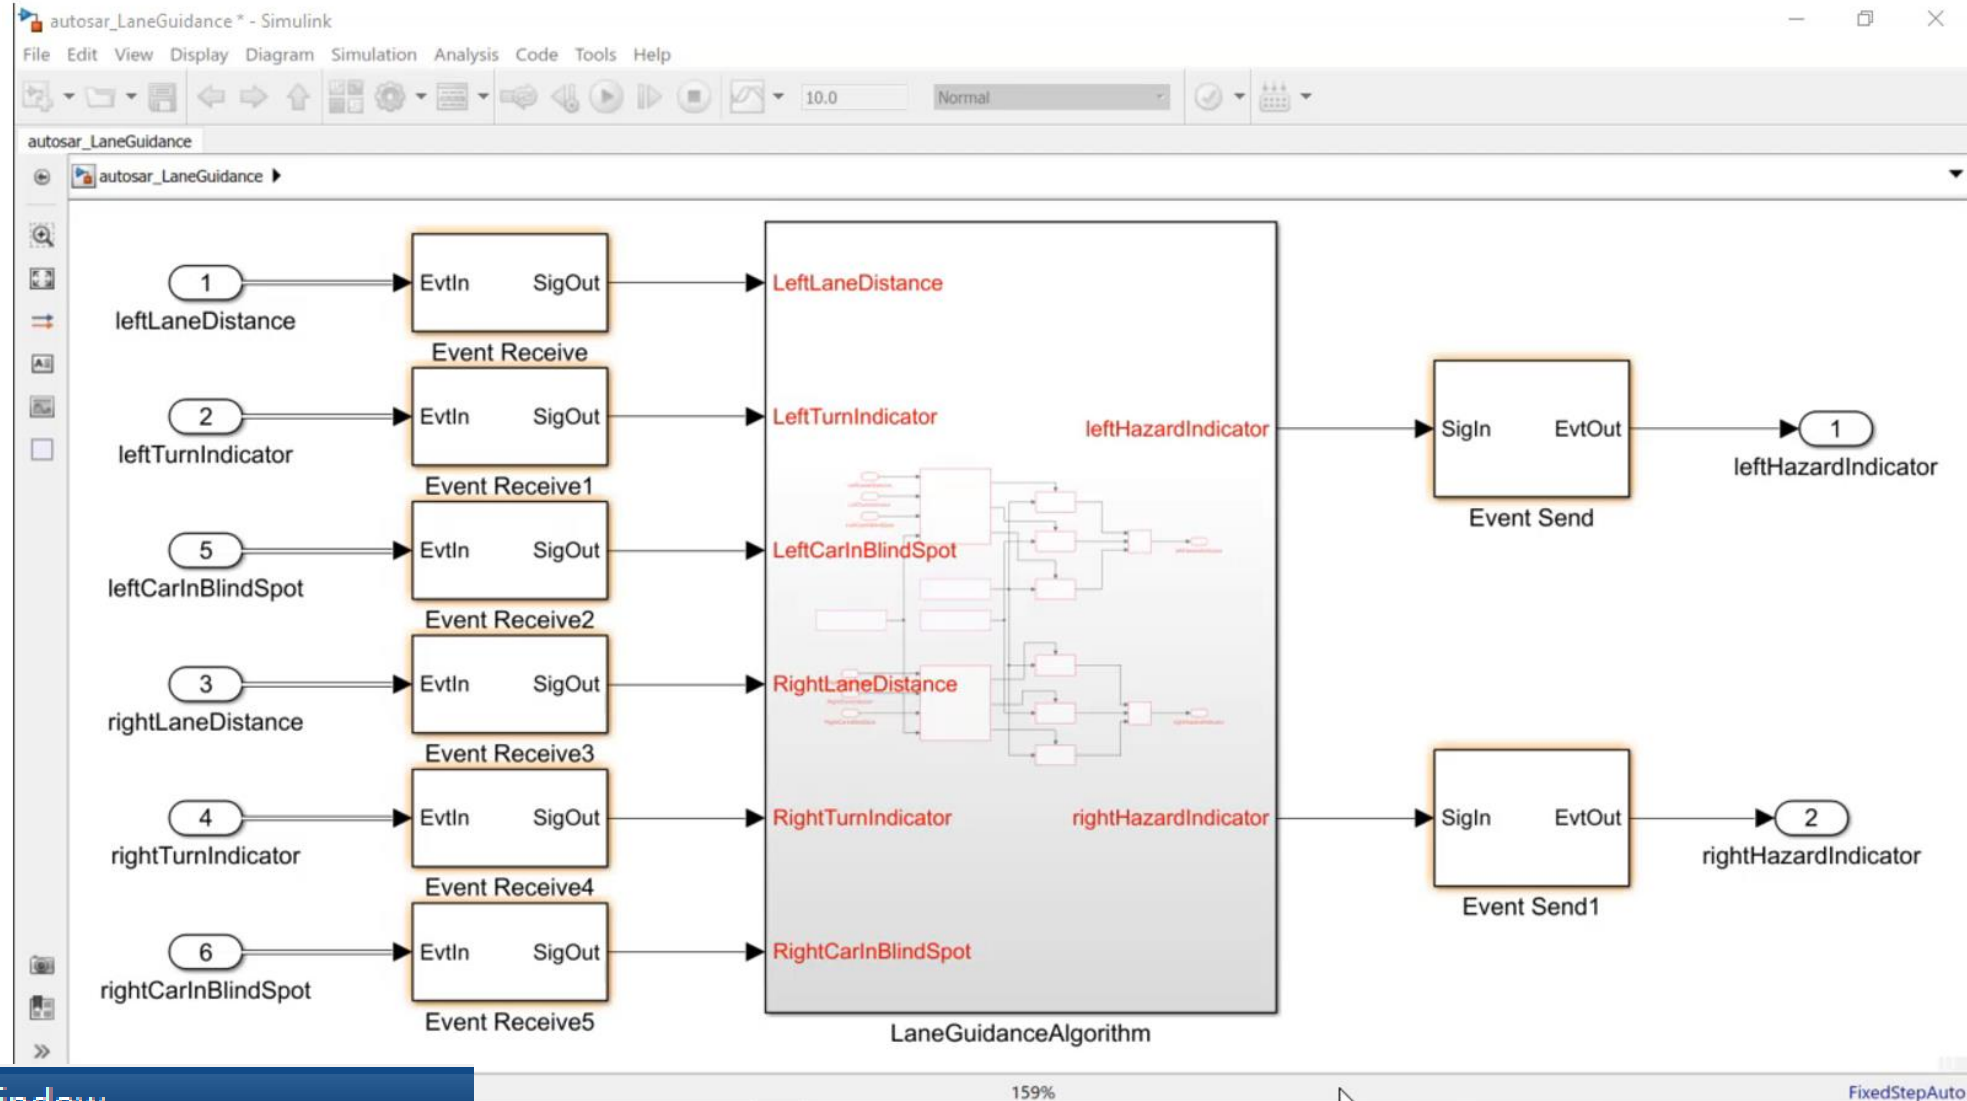 autosar_LaneGuidance * - Simulink
File Edit View Display Diagram Simulation Analysis Code Tools Help
10.0 Normal
autosar_LaneGuidance
autosar_LaneGuidance
1 EvtIn SigOut LeftLaneDistance
leftLaneDistance
Event Receive
2 EvtIn SigOut LeftTurnIndicator
leftTurnIndicator
Event Receive1
leftHazardIndicator SigIn EvtOut 1
leftHazardIndicator
Event Send
5 EvtIn SigOut LeftCarInBlindSpot
leftCarInBlindSpot
Event Receive2
3 EvtIn SigOut RightLaneDistance
rightLaneDistance
Event Receive3
4 EvtIn SigOut RightTurnIndicator rightHazardIndicator SigIn EvtOut 2
rightTurnIndicator rightHazardIndicator
Event Receive4
Event Send1
6 EvtIn SigOut RightCarInBlindSpot
rightCarInBlindSpot
Event Receive5
LaneGuidanceAlgorithm
159% FixedStepAuto